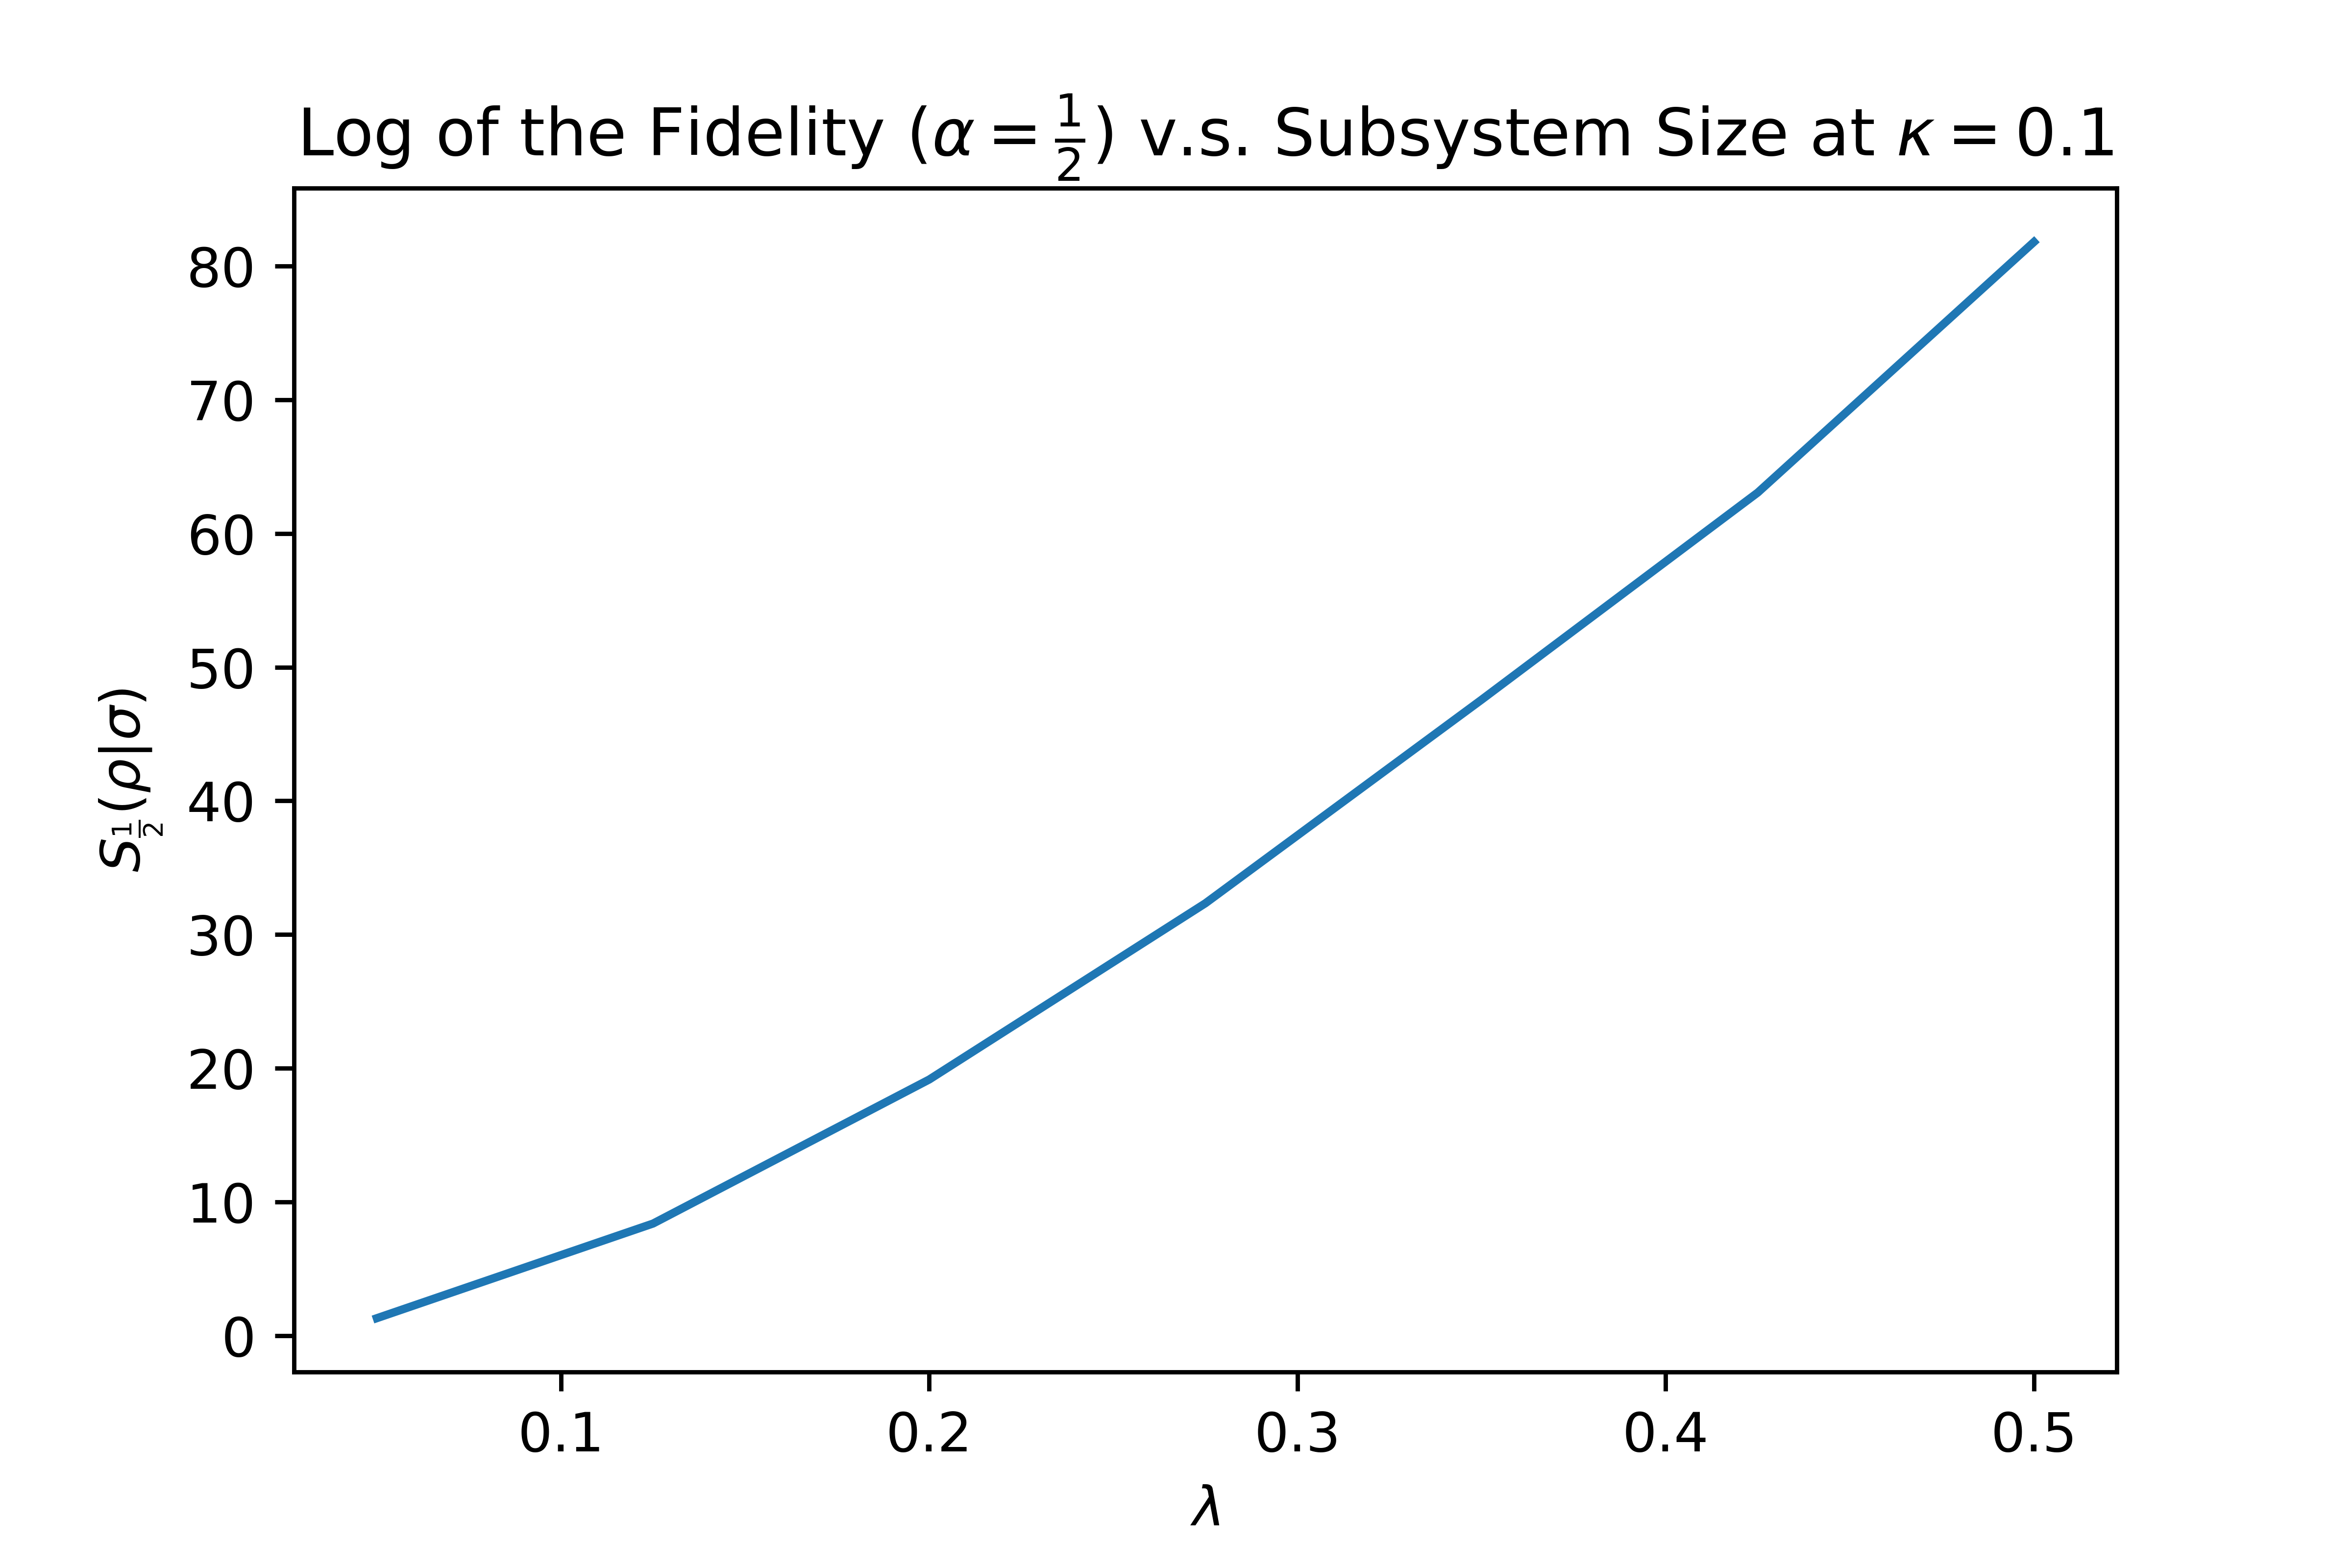 Log of the Fidelity (α = 1/2) v.s. Subsystem Size at κ = 0.1
80
70
60
50
40
30
20
10
0
S_{1/2}(ρ|σ)
0.1 0.2 0.3 0.4 0.5
λ